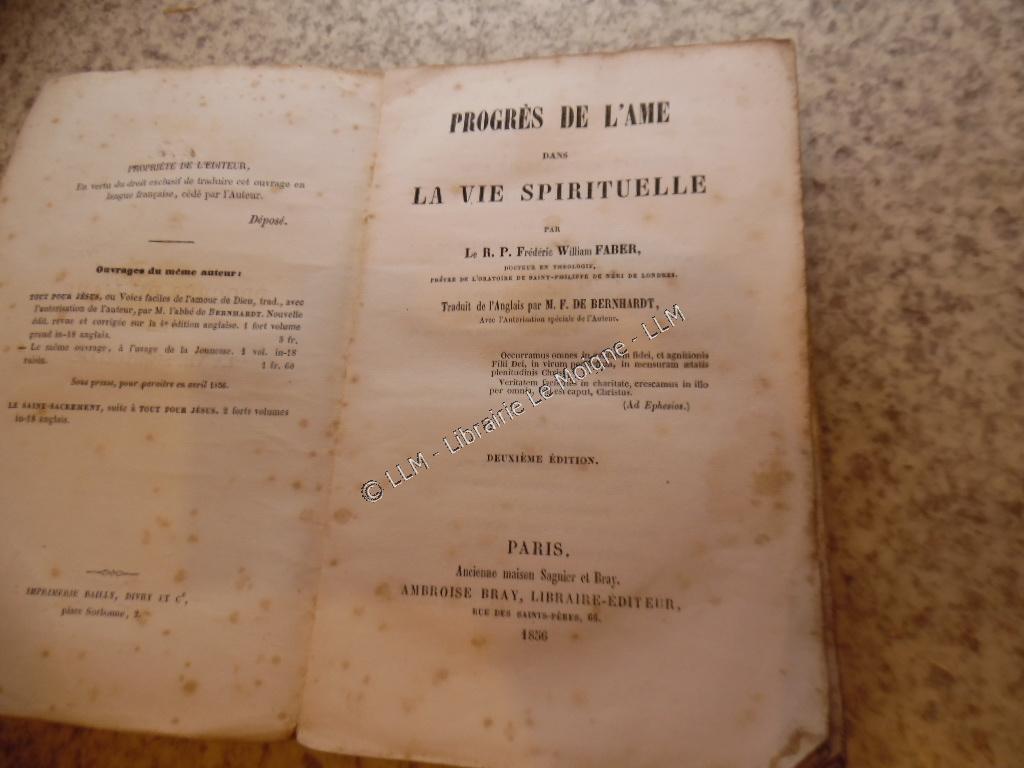 PROPRIÉTÉ DE L'ÉDITEUR,
En vertu du droit exclusif de traduire cet ouvrage en
langue française, cédé par l'Auteur.
Déposé.
Ouvrages du même auteur:
TOUT POUR JÉSUS, ou Voies faciles de l'amour de Dieu, trad., avec
l'autorisation de l'auteur, par M. l'abbé de BERNHARDT. Nouvelle
édit. revue et corrigée sur la 4e édition anglaise. 1 fort volume
grand in-18 anglais. 3 fr.
— Le même ouvrage, à l'usage de la Jeunesse. 1 vol. in-18
raisin. 1 fr. 60
Sous presse, pour paraître en avril 1856.
LE SAINT-SACREMENT, suite à TOUT POUR JÉSUS. 2 forts volumes
in-18 anglais.
IMPRIMERIE BAILLY, DIVRY ET Ce,
place Sorbonne, 2.
PROGRÈS DE L'AME
DANS
LA VIE SPIRITUELLE
PAR
Le R. P. Frédéric William FABER,
DOCTEUR EN THÉOLOGIE,
PRÊTRE DE L'ORATOIRE DE SAINT-PHILIPPE DE NÉRI DE LONDRES.
Traduit de l'Anglais par M. F. DE BERNHARDT,
Avec l'Autorisation spéciale de l'Auteur.
Occurramus omnes in fidei, et agnitionis
Filii Dei, in virum in mensuram ætatis
plenitudinis
Veritatem in charitate, crescamus in illo
per omnia, est caput, Christus.
(Ad Ephesios.)
DEUXIÈME ÉDITION.
PARIS.
Ancienne maison Sagnier et Bray.
AMBROISE BRAY, LIBRAIRE-ÉDITEUR,
RUE DES SAINTS-PÈRES, 66.
1856
© LLM - Librairie Le Moigne - LLM